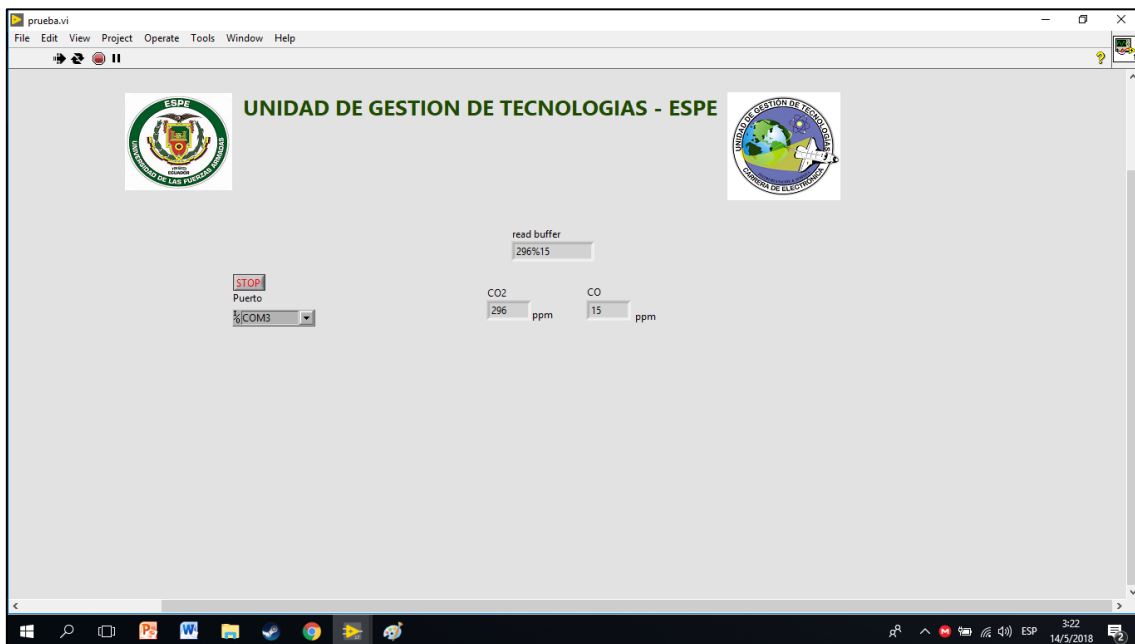 prueba.vi
File Edit View Project Operate Tools Window Help
UNIDAD DE GESTION DE TECNOLOGIAS - ESPE
ESPE
UNIVERSIDAD DE LAS FUERZAS ARMADAS
ECUADOR
UNIDAD DE GESTIÓN DE TECNOLOGÍAS
CARRERA DE ELECTRÓNICA
read buffer
296%15
STOP
Puerto
COM3
CO2
296 ppm
CO
15 ppm
ESP
3:22
14/5/2018
2